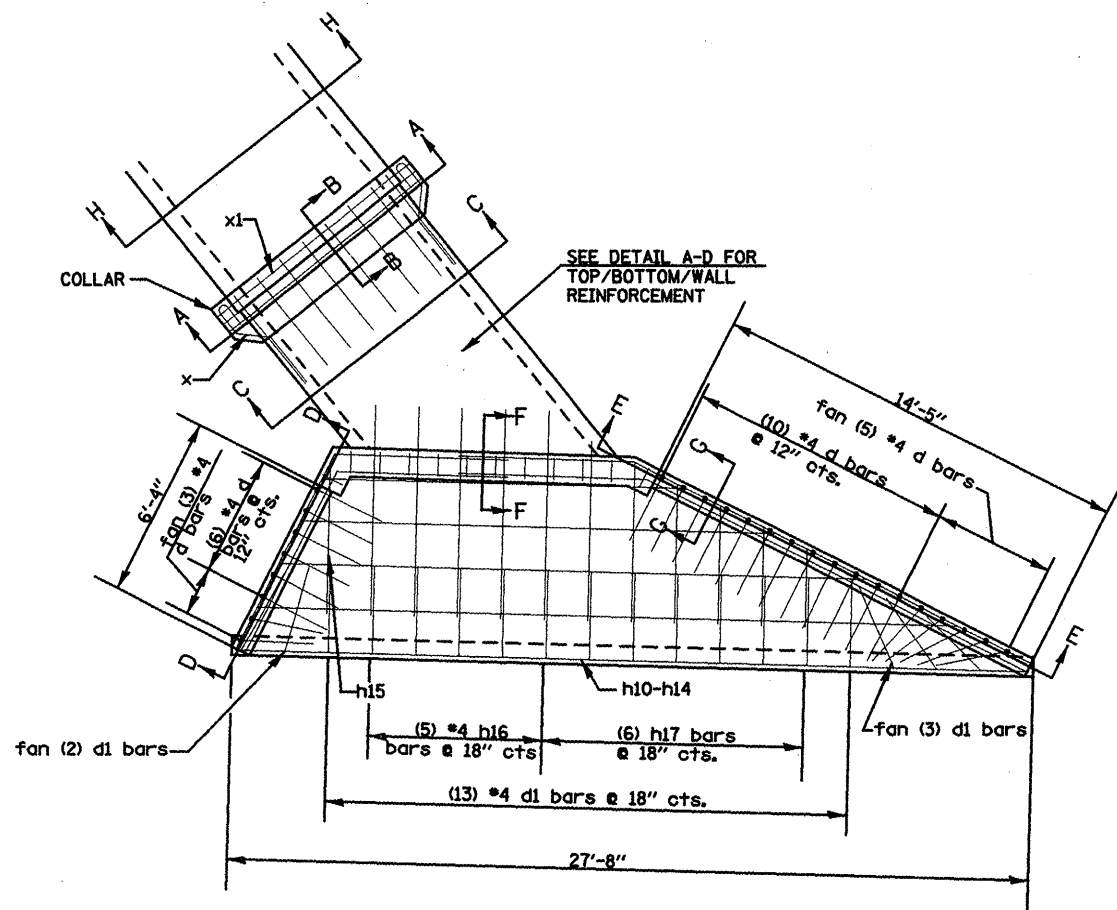 H
H
A
A
B
B
C
C
x1
COLLAR
x
SEE DETAIL A-D FOR
TOP/BOTTOM/WALL
REINFORCEMENT
D
D
E
E
F
F
G
G
14'-5"
fan (5) #4 d bars
(10) #4 d bars
@ 12" cts.
6'-4"
fan (3) #4
d bars
(6) #4 d
bars @
12" cts.
h15
h10-h14
fan (2) d1 bars
fan (3) d1 bars
(5) #4 h16
bars @ 18" cts
(6) h17 bars
@ 18" cts.
(13) #4 d1 bars @ 18" cts.
27'-8"